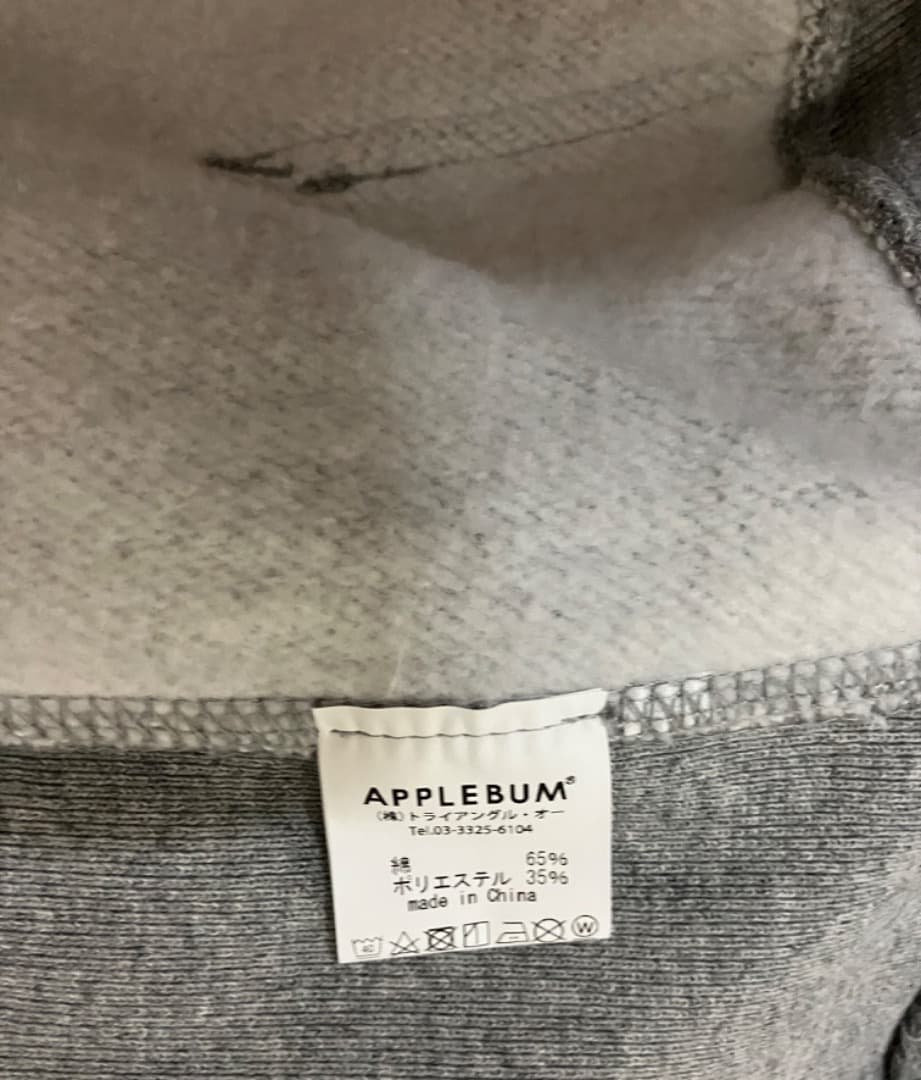 APPLEBUM®
(株)トライアングル・オー
Tel.03-3325-6104
綿 65%
ポリエステル 35%
made in China
40
W